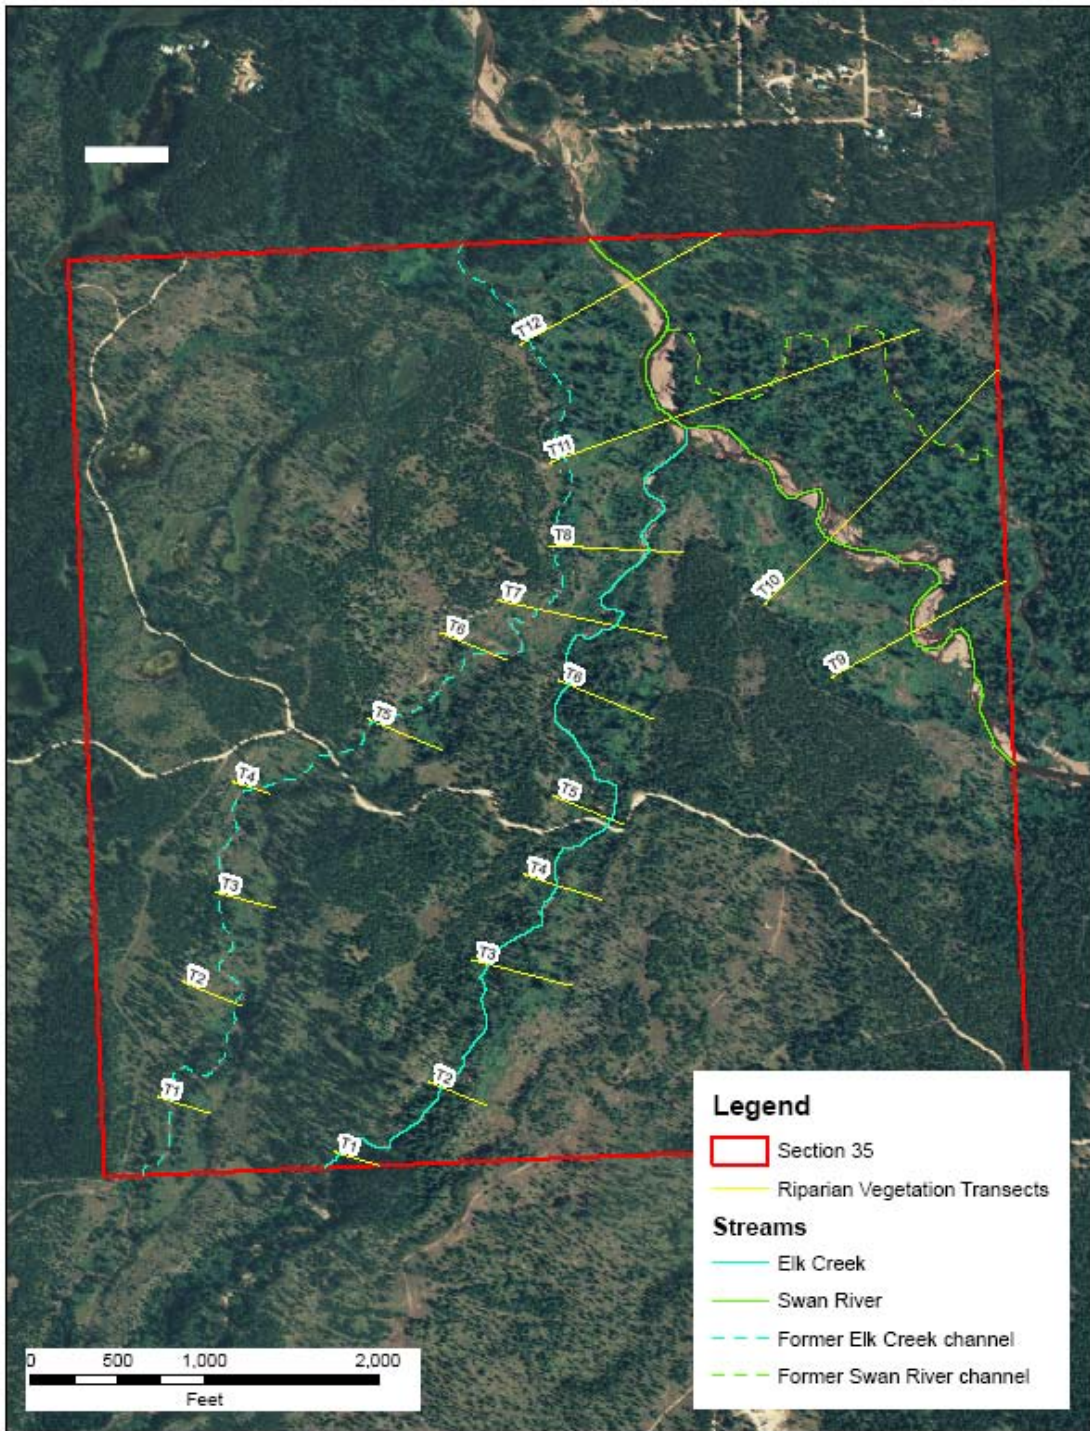 T12
T11
T8
T7
T6
T10
T9
T6
T5
T4
T5
T4
T3
T3
T2
T2
T1
T1
Legend
Section 35
Riparian Vegetation Transects
Streams
Elk Creek
Swan River
Former Elk Creek channel
Former Swan River channel
0 500 1,000 2,000
Feet